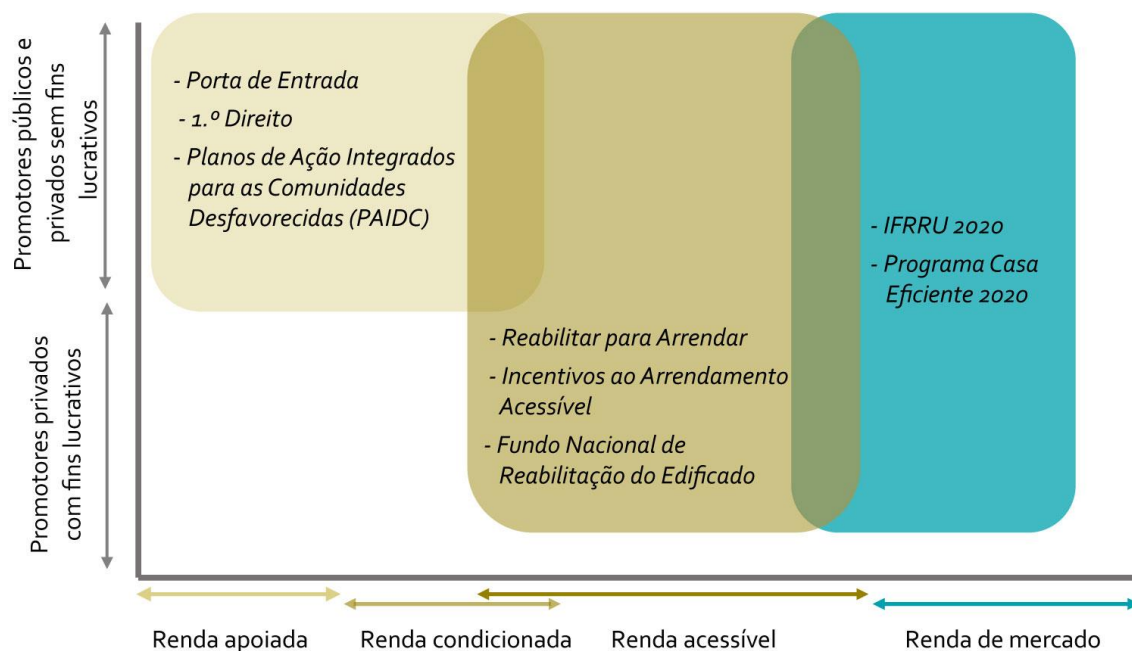 Promotores públicos e
privados sem fins
lucrativos
- Porta de Entrada
- 1.º Direito
- Planos de Ação Integrados
para as Comunidades
Desfavorecidas (PAIDC)
- IFRRU 2020
- Programa Casa
Eficiente 2020
Promotores privados
com fins lucrativos
- Reabilitar para Arrendar
- Incentivos ao Arrendamento
Acessível
- Fundo Nacional de
Reabilitação do Edificado
Renda apoiada
Renda condicionada
Renda acessível
Renda de mercado